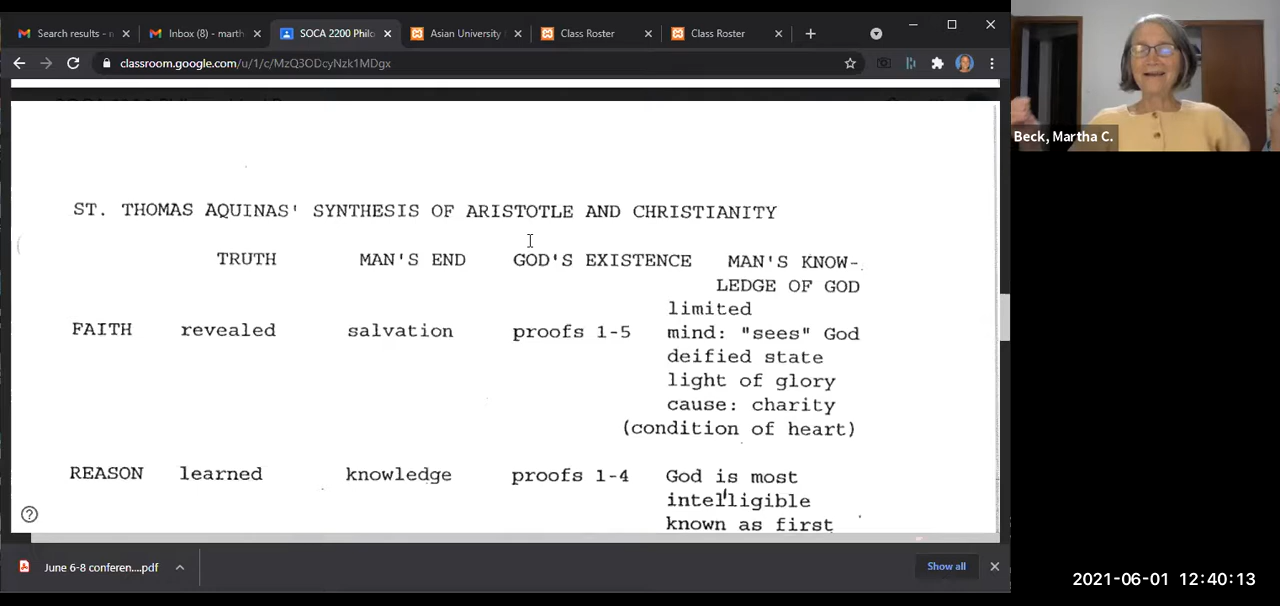 Search results - n
Inbox (8) - marth
SOCA 2200 Philo
Asian University
Class Roster
Class Roster
classroom.google.com/u/1/c/MzQ3ODcyNzk1MDgx
Beck, Martha C.
ST. THOMAS AQUINAS' SYNTHESIS OF ARISTOTLE AND CHRISTIANITY
TRUTH MAN'S END GOD'S EXISTENCE MAN'S KNOW-
LEDGE OF GOD
limited
FAITH revealed salvation proofs 1-5 mind: "sees" God
deified state
light of glory
cause: charity
(condition of heart)
REASON learned knowledge proofs 1-4 God is most
intelligible
known as first
June 6-8 conferen....pdf
Show all
2021-06-01 12:40:13